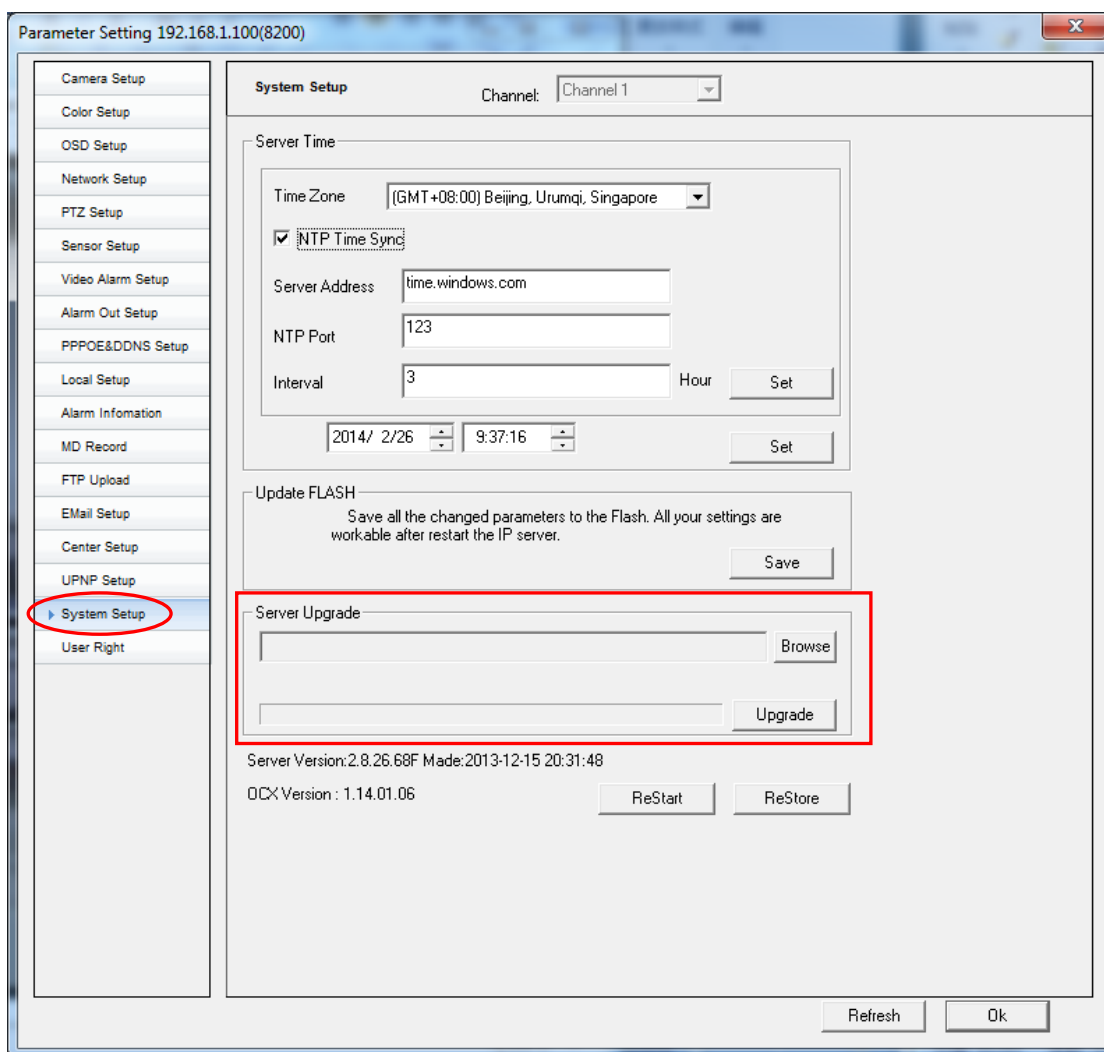 Parameter Setting 192.168.1.100(8200)
Camera Setup
Color Setup
OSD Setup
Network Setup
PTZ Setup
Sensor Setup
Video Alarm Setup
Alarm Out Setup
PPPOE&DDNS Setup
Local Setup
Alarm Infomation
MD Record
FTP Upload
EMail Setup
Center Setup
UPNP Setup
System Setup
User Right
System Setup
Channel: Channel 1
Server Time
Time Zone (GMT+08:00) Beijing, Urumqi, Singapore
NTP Time Sync
Server Address time.windows.com
NTP Port 123
Interval 3 Hour Set
2014/ 2/26 9:37:16 Set
Update FLASH
Save all the changed parameters to the Flash. All your settings are
workable after restart the IP server.
Save
Server Upgrade
Browse
Upgrade
Server Version:2.8.26.68F Made:2013-12-15 20:31:48
OCX Version : 1.14.01.06 ReStart ReStore
Refresh Ok